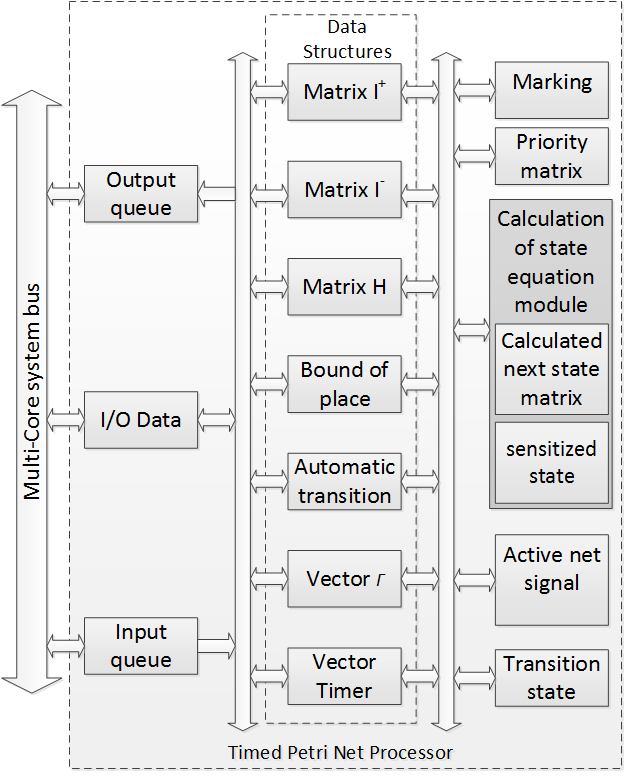 Data
Structures
Multi-Core system bus
Output
queue
I/O Data
Input
queue
Matrix I+
Matrix I-
Matrix H
Bound of
place
Automatic
transition
Vector Γ
Vector
Timer
Marking
Priority
matrix
Calculation
of state
equation
module
Calculated
next state
matrix
sensitized
state
Active net
signal
Transition
state
Timed Petri Net Processor